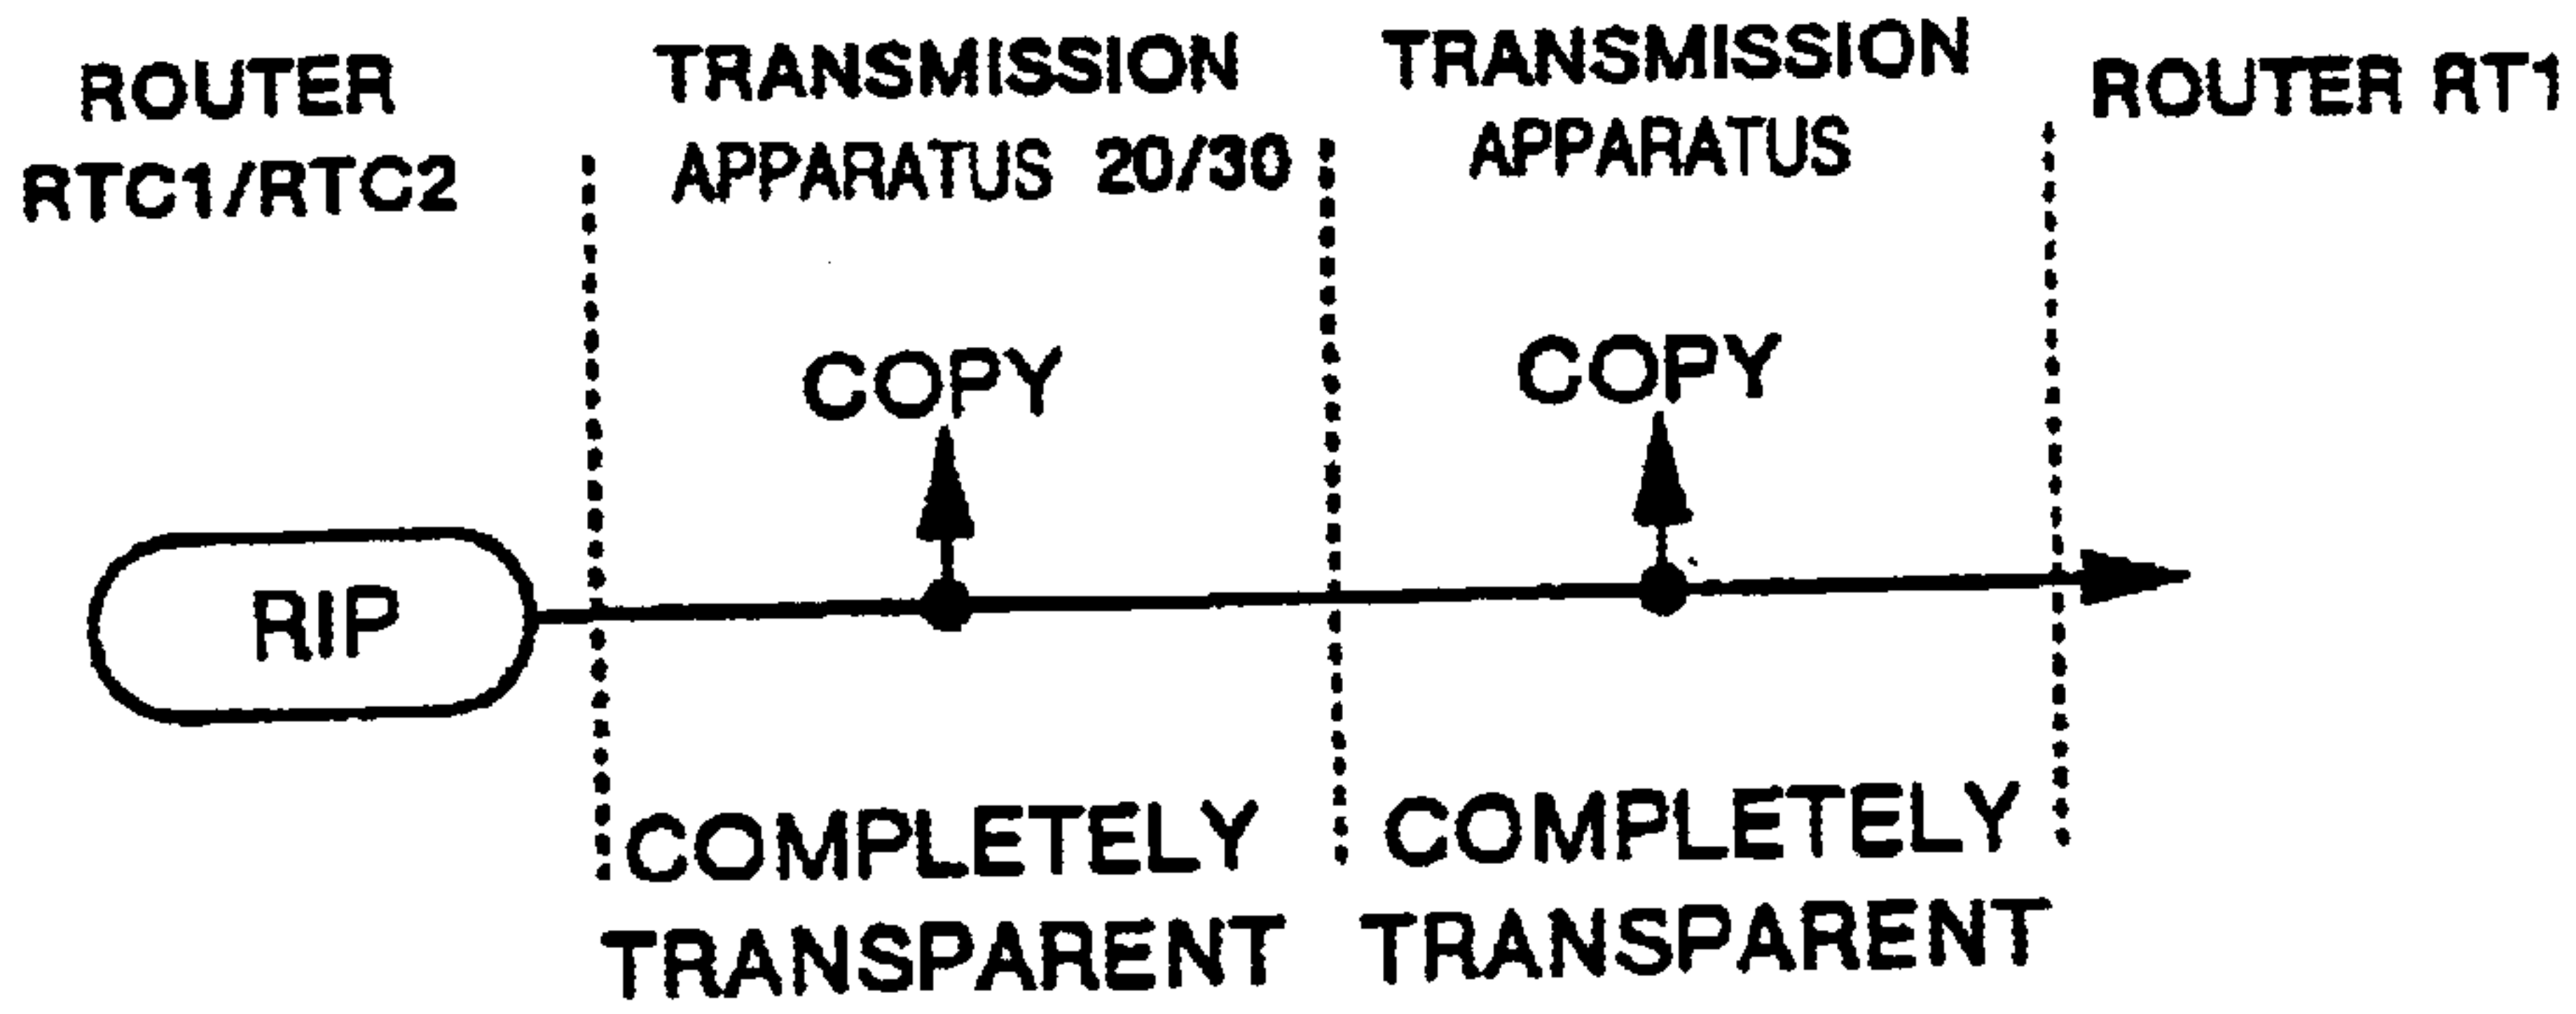 ROUTER
RTC1/RTC2
TRANSMISSION
APPARATUS 20/30
TRANSMISSION
APPARATUS
ROUTER RT1
COPY
COPY
RIP
COMPLETELY
TRANSPARENT
COMPLETELY
TRANSPARENT